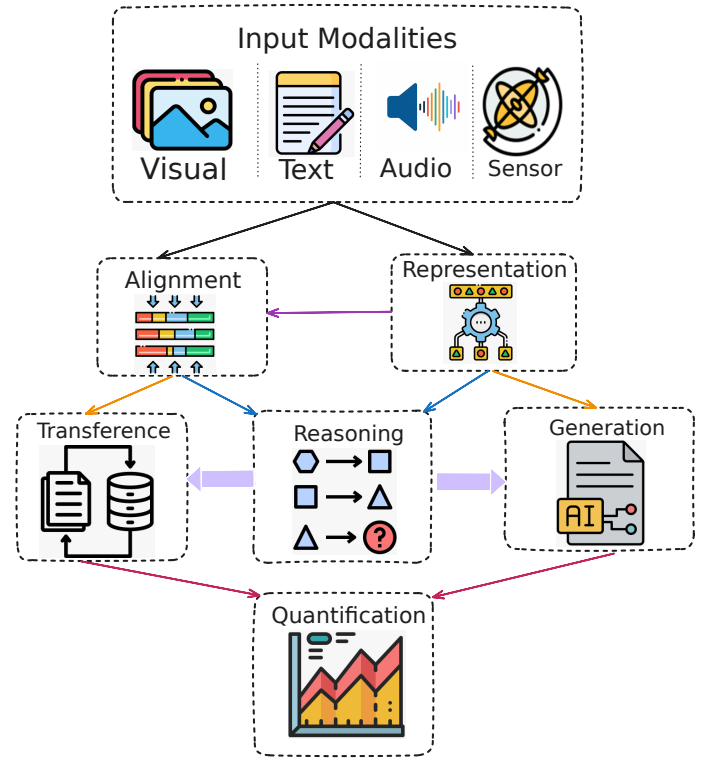 Input Modalities
Visual
Text
Audio
Sensor
Alignment
Representation
Transference
Reasoning
Generation
?
AI
Quantification